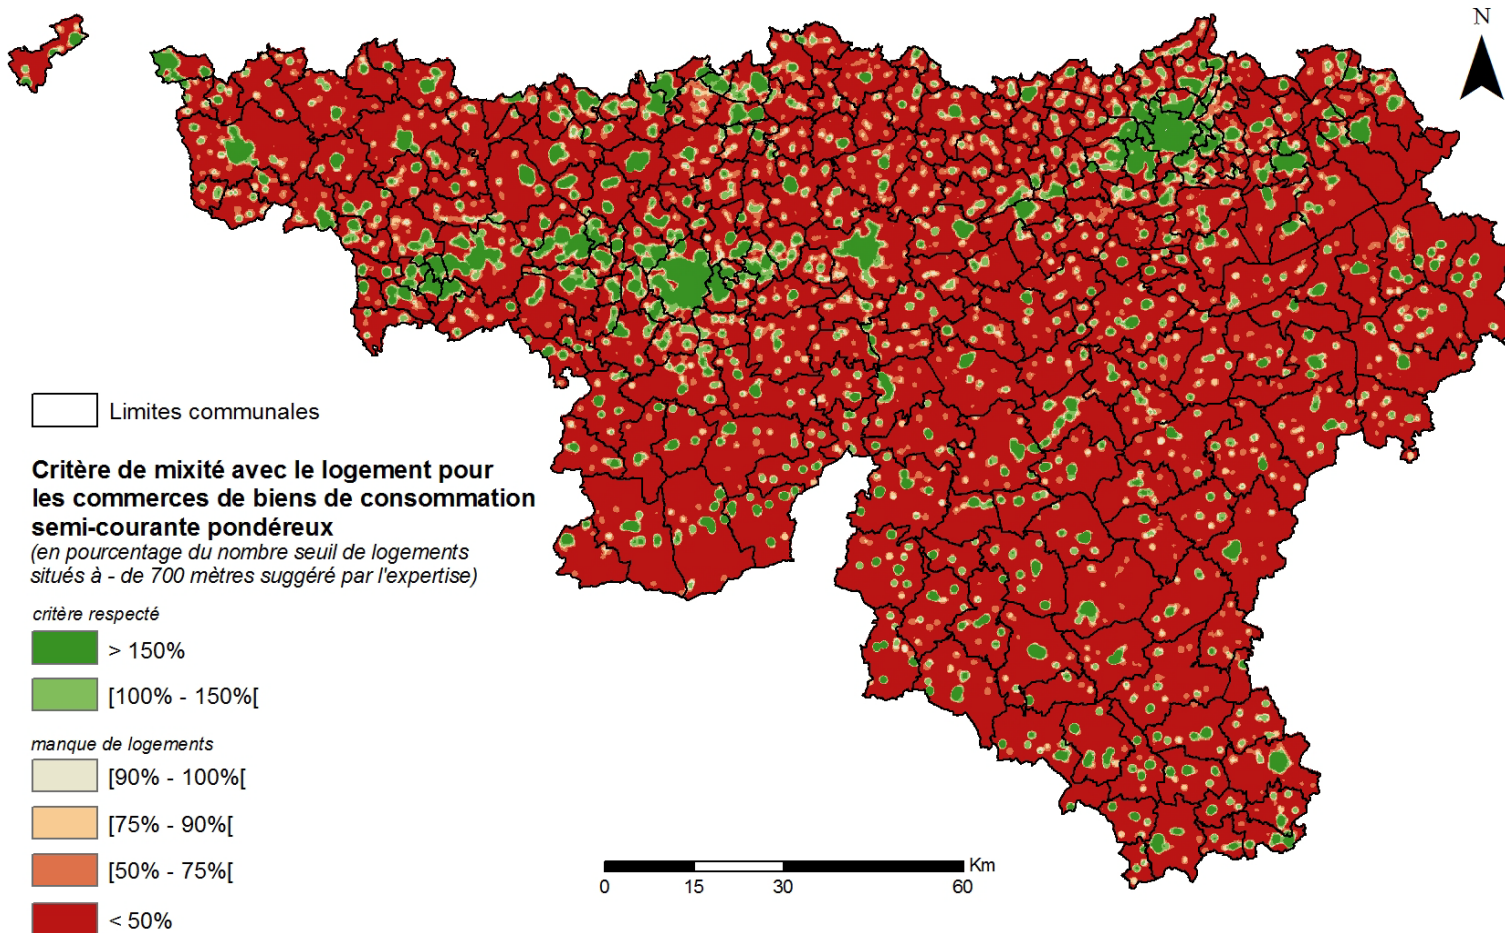 N
Limites communales
Critère de mixité avec le logement pour
les commerces de biens de consommation
semi-courante pondéreux
(en pourcentage du nombre seuil de logements
situés à - de 700 mètres suggéré par l'expertise)
critère respecté
> 150%
[100% - 150%[
manque de logements
[90% - 100%[
[75% - 90%[
[50% - 75%[
< 50%
Km
0 15 30 60